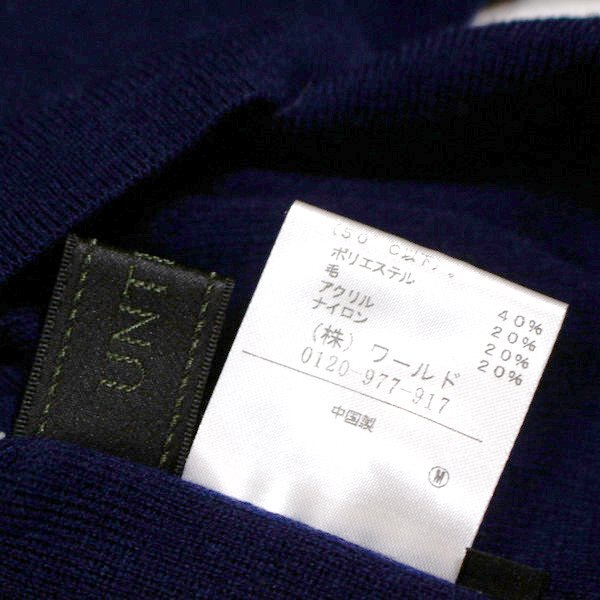 UNT
ポリエステル 40%
毛 20%
アクリル 20%
ナイロン 20%
(株) ワールド
0120-977-917
中国製
M